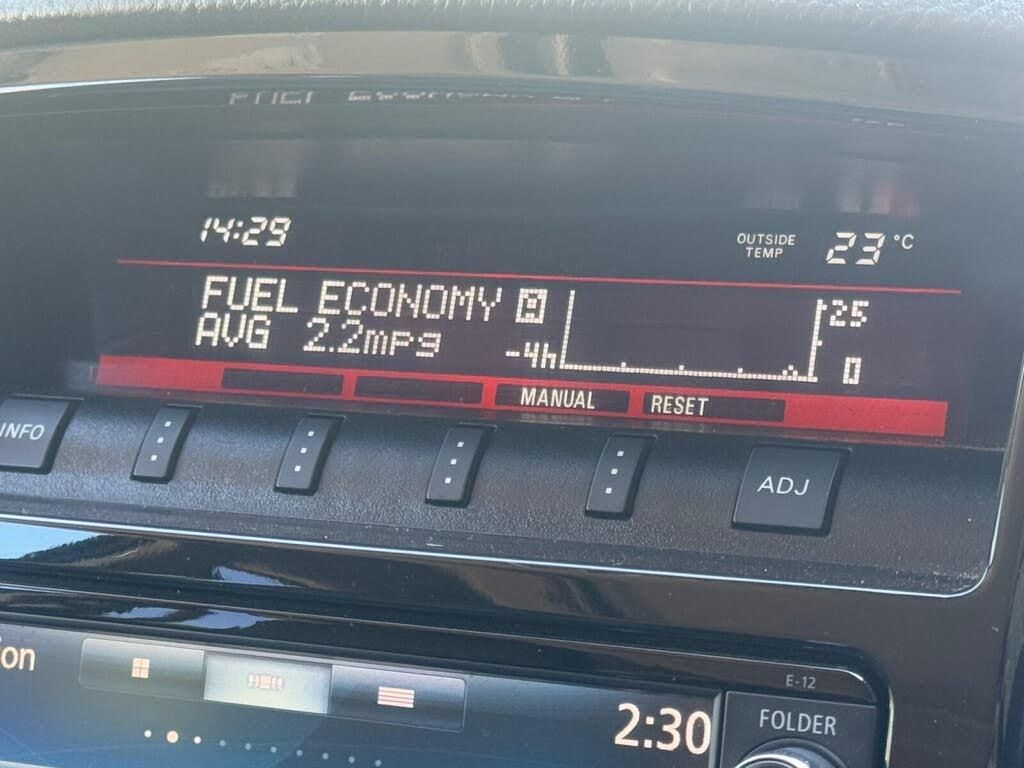 14:29
OUTSIDE
TEMP
23 °C
FUEL ECONOMY
AVG 2.2mpg
-4h
25
0
MANUAL RESET
INFO
ADJ
ion
2:30
E-12
FOLDER